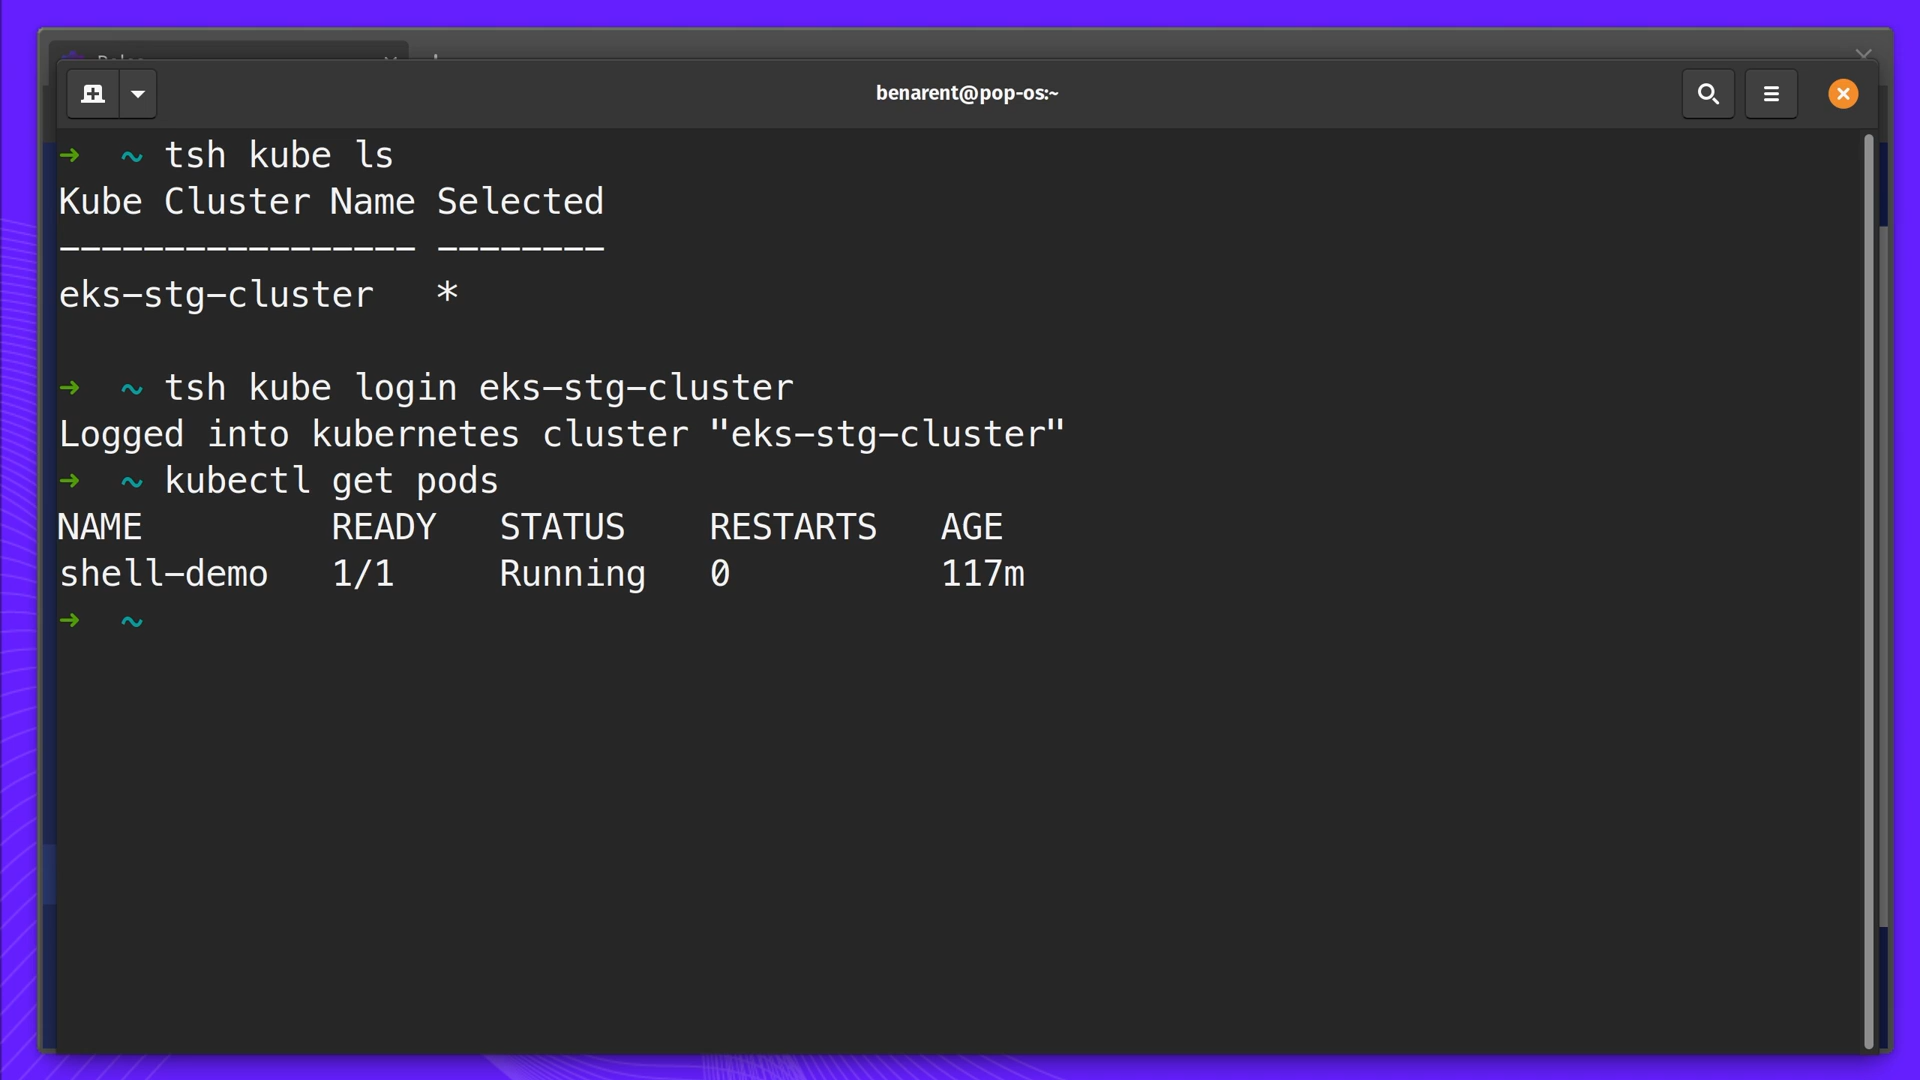 benarent@pop-os:~
➜ ~ tsh kube ls
Kube Cluster Name Selected
----------------- --------
eks-stg-cluster *
➜ ~ tsh kube login eks-stg-cluster
Logged into kubernetes cluster "eks-stg-cluster"
➜ ~ kubectl get pods
NAME READY STATUS RESTARTS AGE
shell-demo 1/1 Running 0 117m
➜ ~